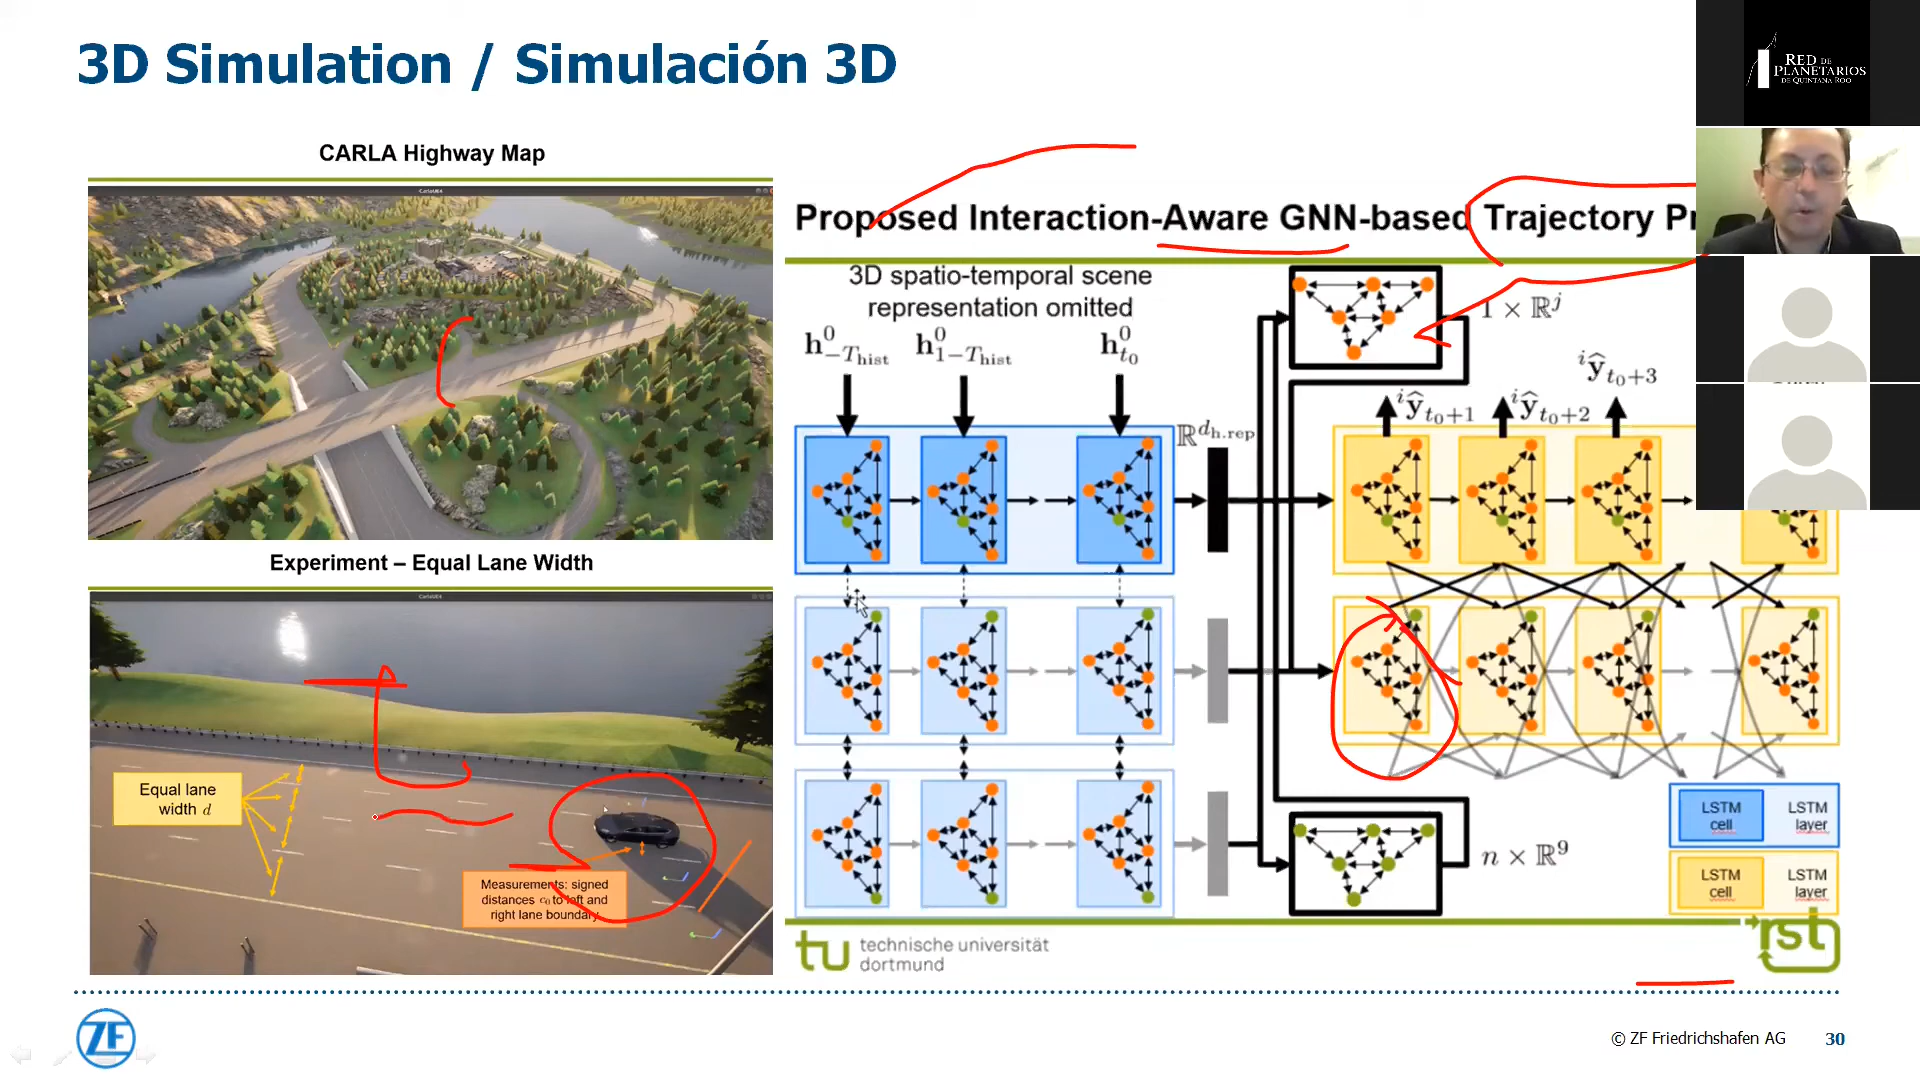 3D Simulation / Simulación 3D
RED DE
PLANETARIOS
DE QUINTANA ROO
CARLA Highway Map
CarlaUE4
Experiment – Equal Lane Width
CarlaUE4
Equal lane
width d
Measurements: signed
distances c₀ to left and
right lane boundary
Proposed Interaction-Aware GNN-based Trajectory Pr
3D spatio-temporal scene
representation omitted
h⁰₋T_hist h⁰₁₋T_hist h⁰_t₀
ℝ^d_h.rep
1 × ℝʲ
ⁱŷ_t₀+1 ⁱŷ_t₀+2 ⁱŷ_t₀+3
n × ℝ⁹
LSTM cell LSTM layer
LSTM cell LSTM layer
tu technische universität
dortmund
rst
ZF
© ZF Friedrichshafen AG 30